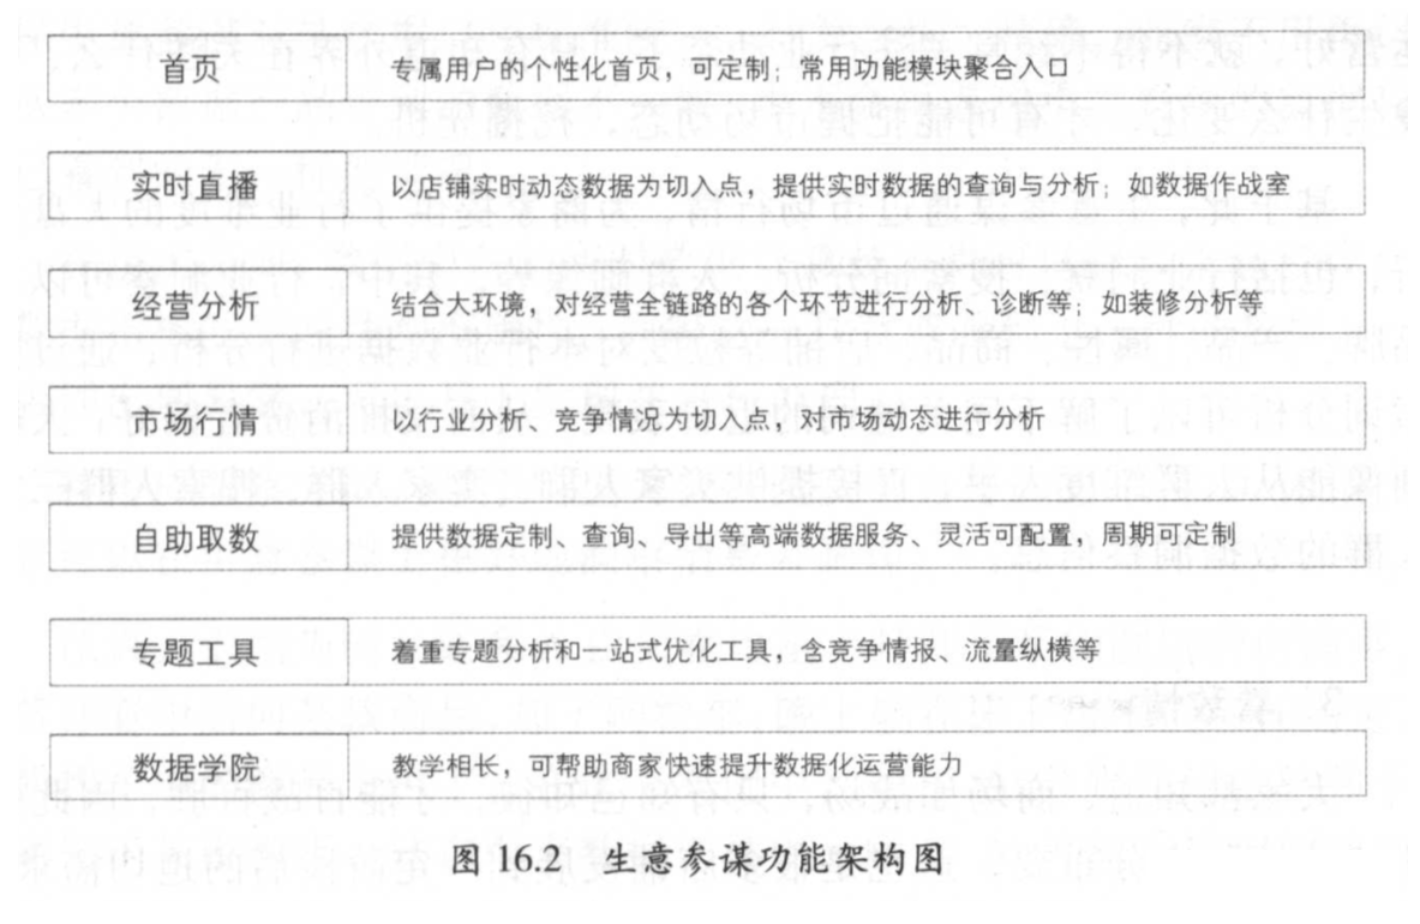 首页
专属用户的个性化首页，可定制；常用功能模块聚合入口
实时直播
以店铺实时动态数据为切入点，提供实时数据的查询与分析；如数据作战室
经营分析
结合大环境，对经营全链路的各个环节进行分析、诊断等；如装修分析等
市场行情
以行业分析、竞争情况为切入点，对市场动态进行分析
自助取数
提供数据定制、查询、导出等高端数据服务、灵活可配置，周期可定制
专题工具
着重专题分析和一站式优化工具，含竞争情报、流量纵横等
数据学院
教学相长，可帮助商家快速提升数据化运营能力
图 16.2 生意参谋功能架构图